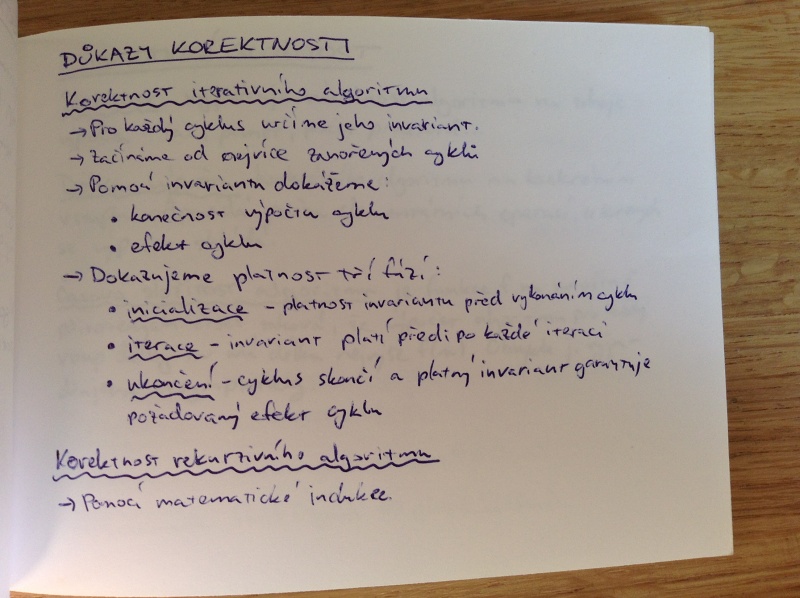 DŮKAZY KOREKTNOSTI
Korektnost iterativního algoritmu
→ Pro každý cyklus určíme jeho invariant.
→ Začínáme od nejvíce zanořených cyklů
→ Pomocí invariantu dokážeme:
• konečnost výpočtu cyklu
• efekt cyklu
→ Dokazujeme platnost tří fází:
• inicializace - platnost invariantu před vykonáním cyklu
• iterace - invariant platí před i po každé iteraci
• ukončení - cyklus skončí a platný invariant garantuje
požadovaný efekt cyklu
Korektnost rekurzivního algoritmu
→ Pomocí matematické indukce.